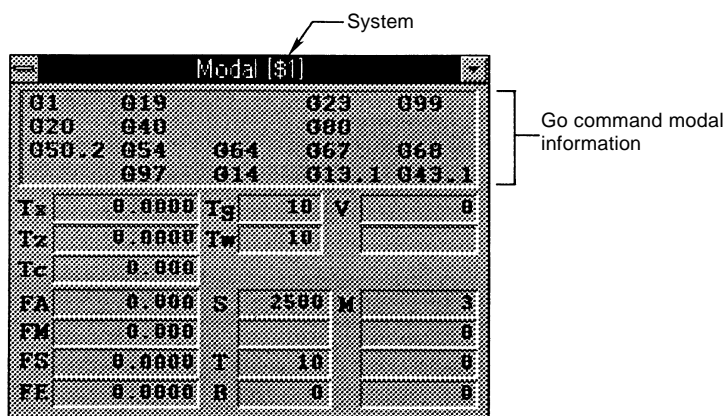 System
Modal [$1]
G1 G19 G23 G99
G20 G40 G80
G50.2 G54 G64 G67 G68
G97 G14 G13.1 G43.1
Go command modal
information
Tx 0.0000 Tg 10 V 0
Tz 0.0000 Tw 10
Tc 0.000
FA 0.000 S 2500 M 3
FM 0.000 0
FS 0.0000 T 10 0
FE 0.0000 B 0 0